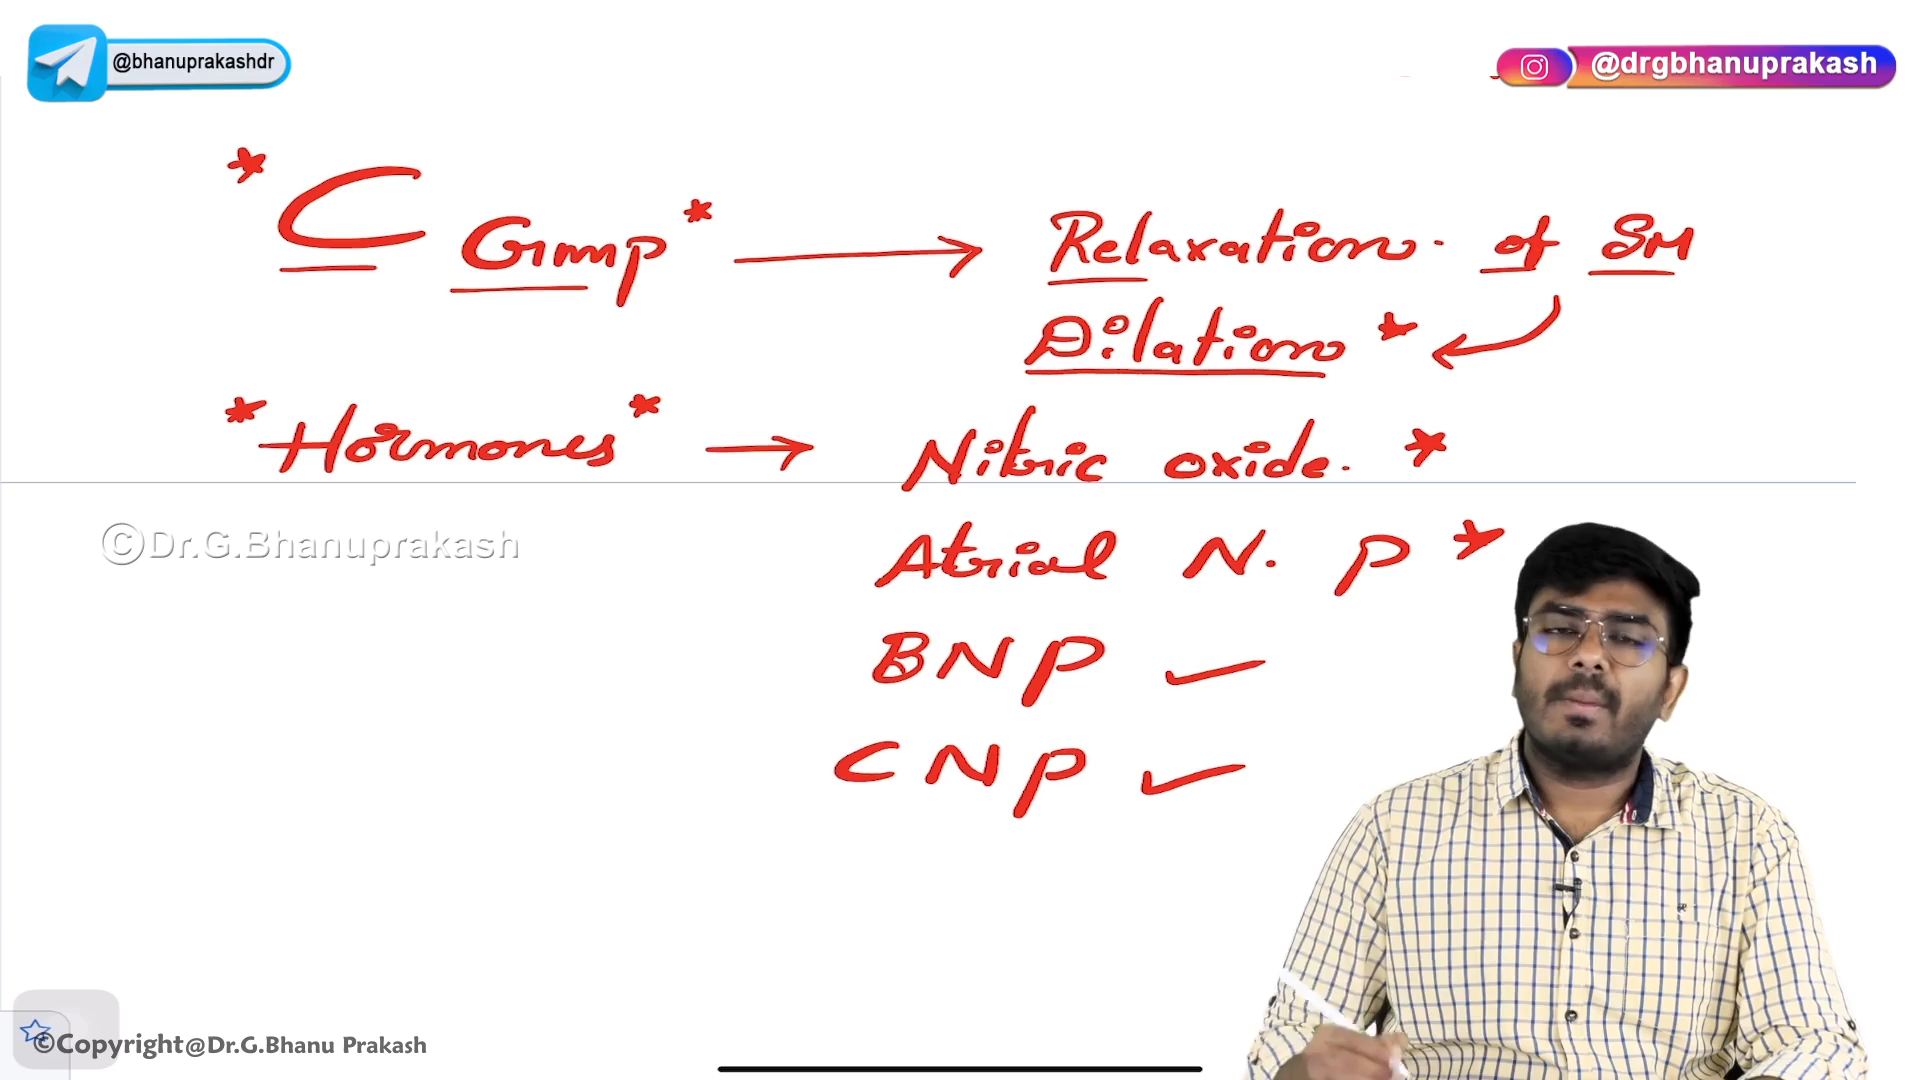 @bhanuprakashdr
@drgbhanuprakash
* C Gmp * → Relaxation. of SM
Dilation *
* Hormones * → Nitric oxide. *
©Dr.G.Bhanuprakash
Atrial N. P *
BNP ✓
CNP ✓
©Copyright@Dr.G.Bhanu Prakash